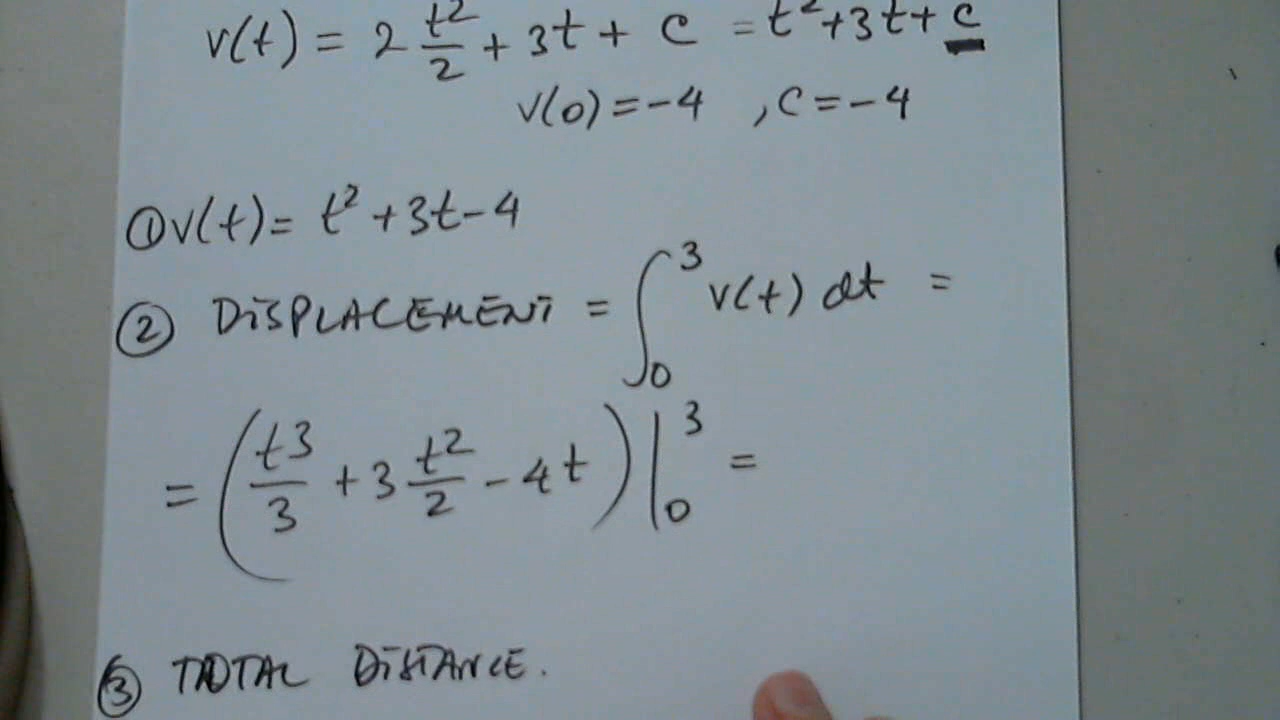 v(t) = 2 t²/2 + 3t + C = t²+3t+C
v(0)=-4 , C=-4
① v(t)= t² +3t-4
② DiSPLACEMENT = ∫₀³ v(t) dt =
= (t³/3 + 3 t²/2 - 4t)|₀³ =
③ TOTAL DiSTANCE.